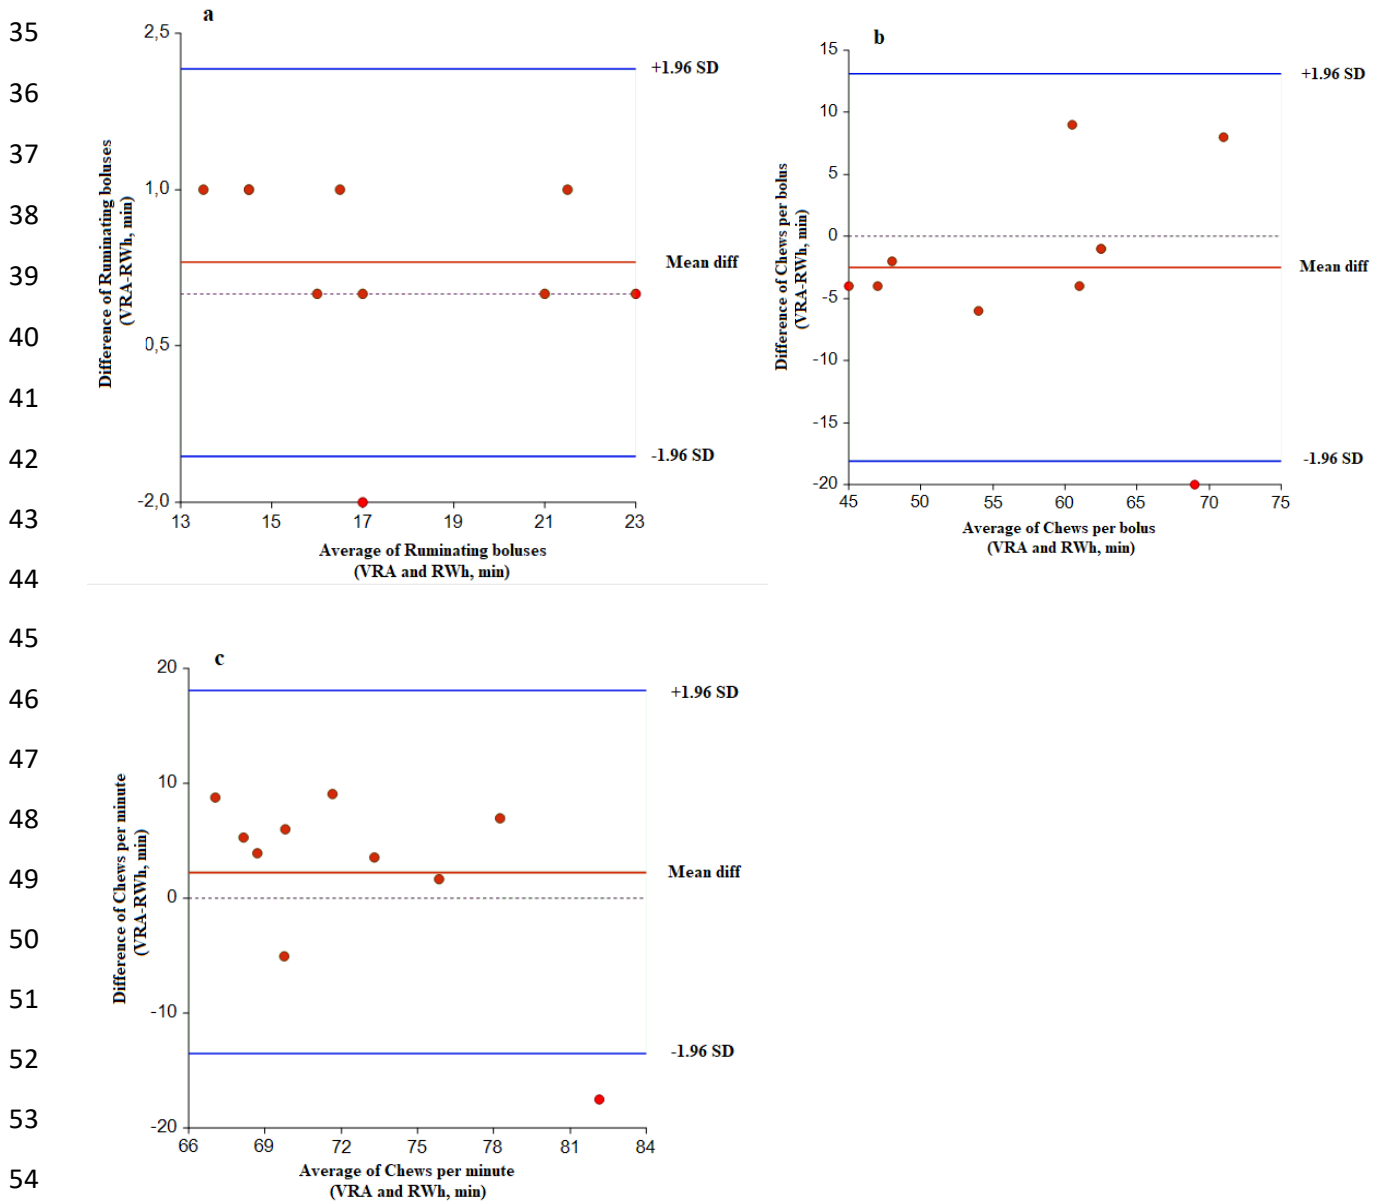 35
36
37
38
39
40
41
42
43
44
45
46
47
48
49
50
51
52
53
54
a
2,5
1,0
0,5
-2,0
13 15 17 19 21 23
+1.96 SD
Mean diff
-1.96 SD
Difference of Ruminating boluses
(VRA-RWh, min)
Average of Ruminating boluses
(VRA and RWh, min)
b
15
10
5
0
-5
-10
-15
-20
45 50 55 60 65 70 75
+1.96 SD
Mean diff
-1.96 SD
Difference of Chews per bolus
(VRA-RWh, min)
Average of Chews per bolus
(VRA and RWh, min)
c
20
10
0
-10
-20
66 69 72 75 78 81 84
+1.96 SD
Mean diff
-1.96 SD
Difference of Chews per minute
(VRA-RWh, min)
Average of Chews per minute
(VRA and RWh, min)